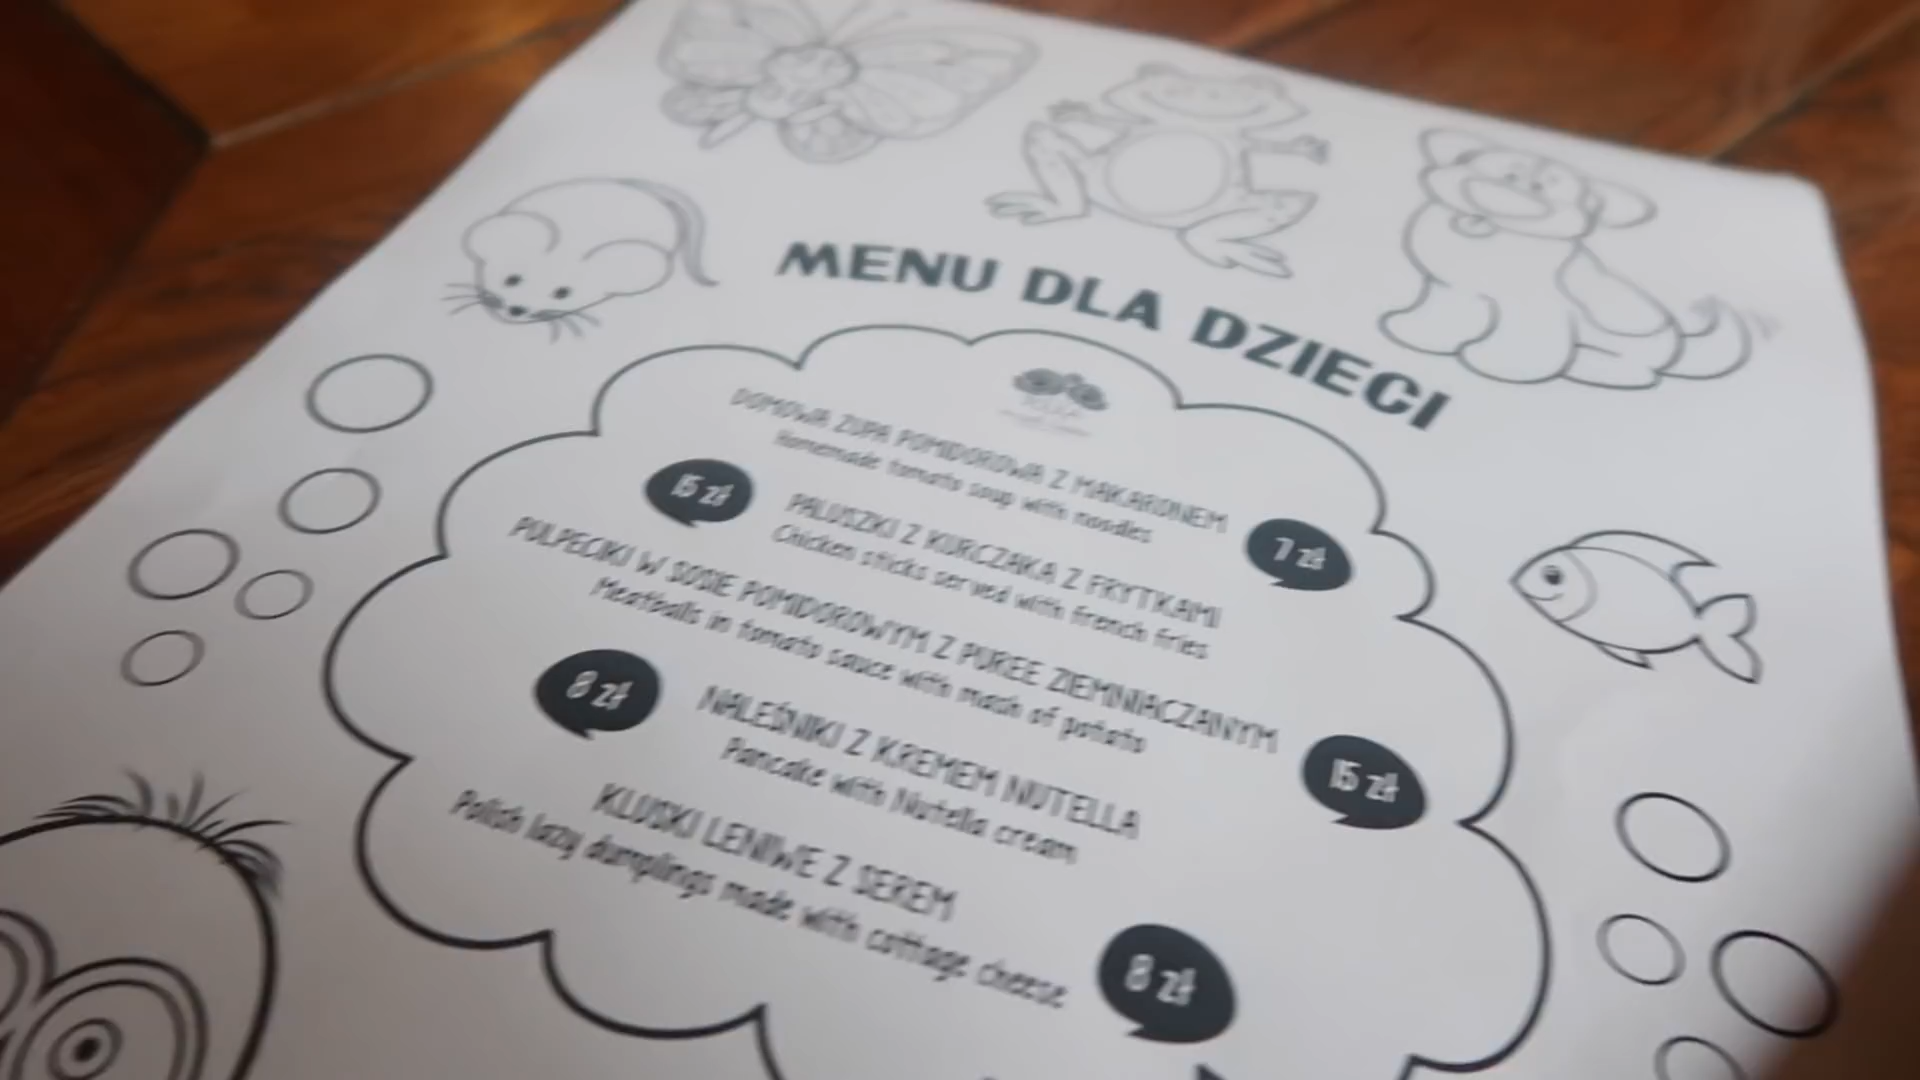 MENU DLA DZIECI
DOMOWA ZUPA POMIDOROWA Z MAKARONEM
Homemade tomato soup with noodles
7 zł
15 zł
PALUSZKI Z KURCZAKA Z FRYTKAMI
Chicken sticks served with french fries
PULPECIKI W SOSIE POMIDOROWYM Z PUREE ZIEMNIACZANYM
Meatballs in tomato sauce with mash of potato
15 zł
8 zł
NALEŚNIKI Z KREMEM NUTELLA
Pancake with Nutella cream
KLUSKI LENIWE Z SEREM
Polish lazy dumplings made with cottage cheese
8 zł